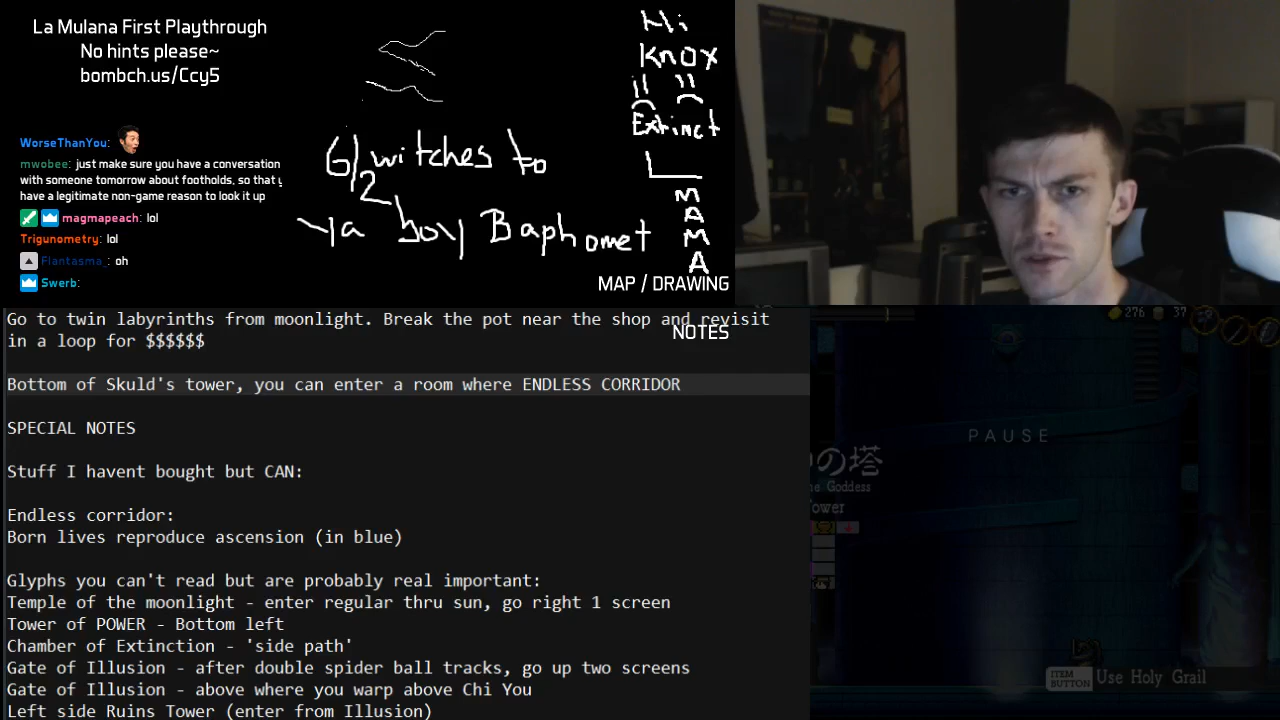 La Mulana First Playthrough
No hints please~
bombch.us/Ccy5
WorseThanYou:
mwobee: just make sure you have a conversation
with someone tomorrow about footholds, so that y
have a legitimate non-game reason to look it up
magmapeach: lol
Trigunometry: lol
Flantasma_: oh
Swerb:
6/2 witches to
ya boy Baphomet
Hi
Knox
Extinct
L
M
A
M
A
MAP / DRAWING
NOTES
Go to twin labyrinths from moonlight. Break the pot near the shop and revisit
in a loop for $$$$$$
Bottom of Skuld's tower, you can enter a room where ENDLESS CORRIDOR
SPECIAL NOTES
Stuff I havent bought but CAN:
Endless corridor:
Born lives reproduce ascension (in blue)
Glyphs you can't read but are probably real important:
Temple of the moonlight - enter regular thru sun, go right 1 screen
Tower of POWER - Bottom left
Chamber of Extinction - 'side path'
Gate of Illusion - after double spider ball tracks, go up two screens
Gate of Illusion - above where you warp above Chi You
Left side Ruins Tower (enter from Illusion)
276 37
PAUSE
の塔
Goddess
ower
ITEM BUTTON Use Holy Grail